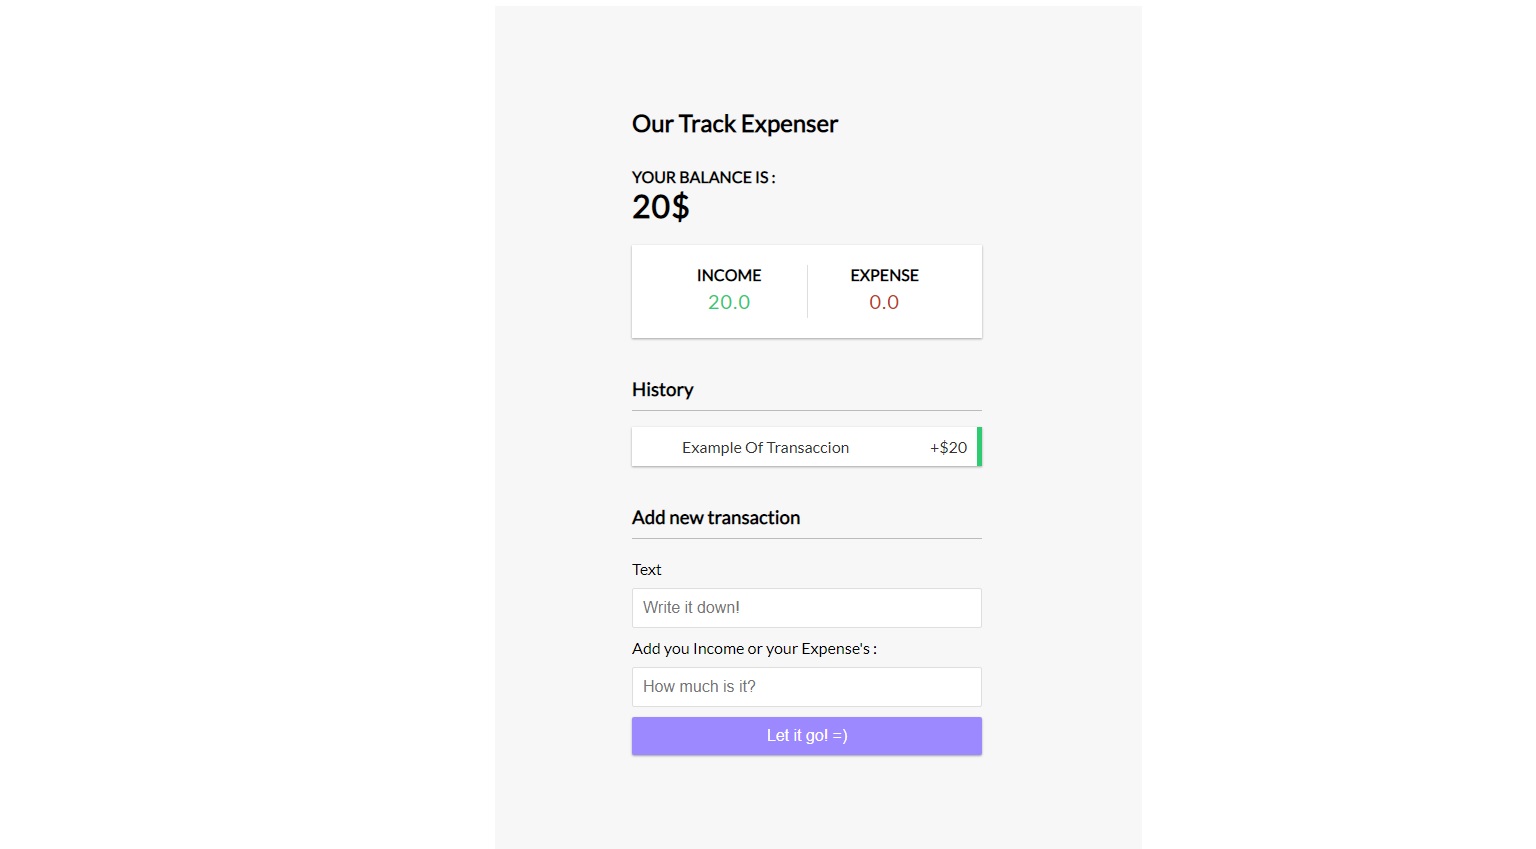 Our Track Expenser
YOUR BALANCE IS :
20$
INCOME EXPENSE
20.0 0.0
History
Example Of Transaccion +$20
Add new transaction
Text
Write it down!
Add you Income or your Expense's :
How much is it?
Let it go! =)